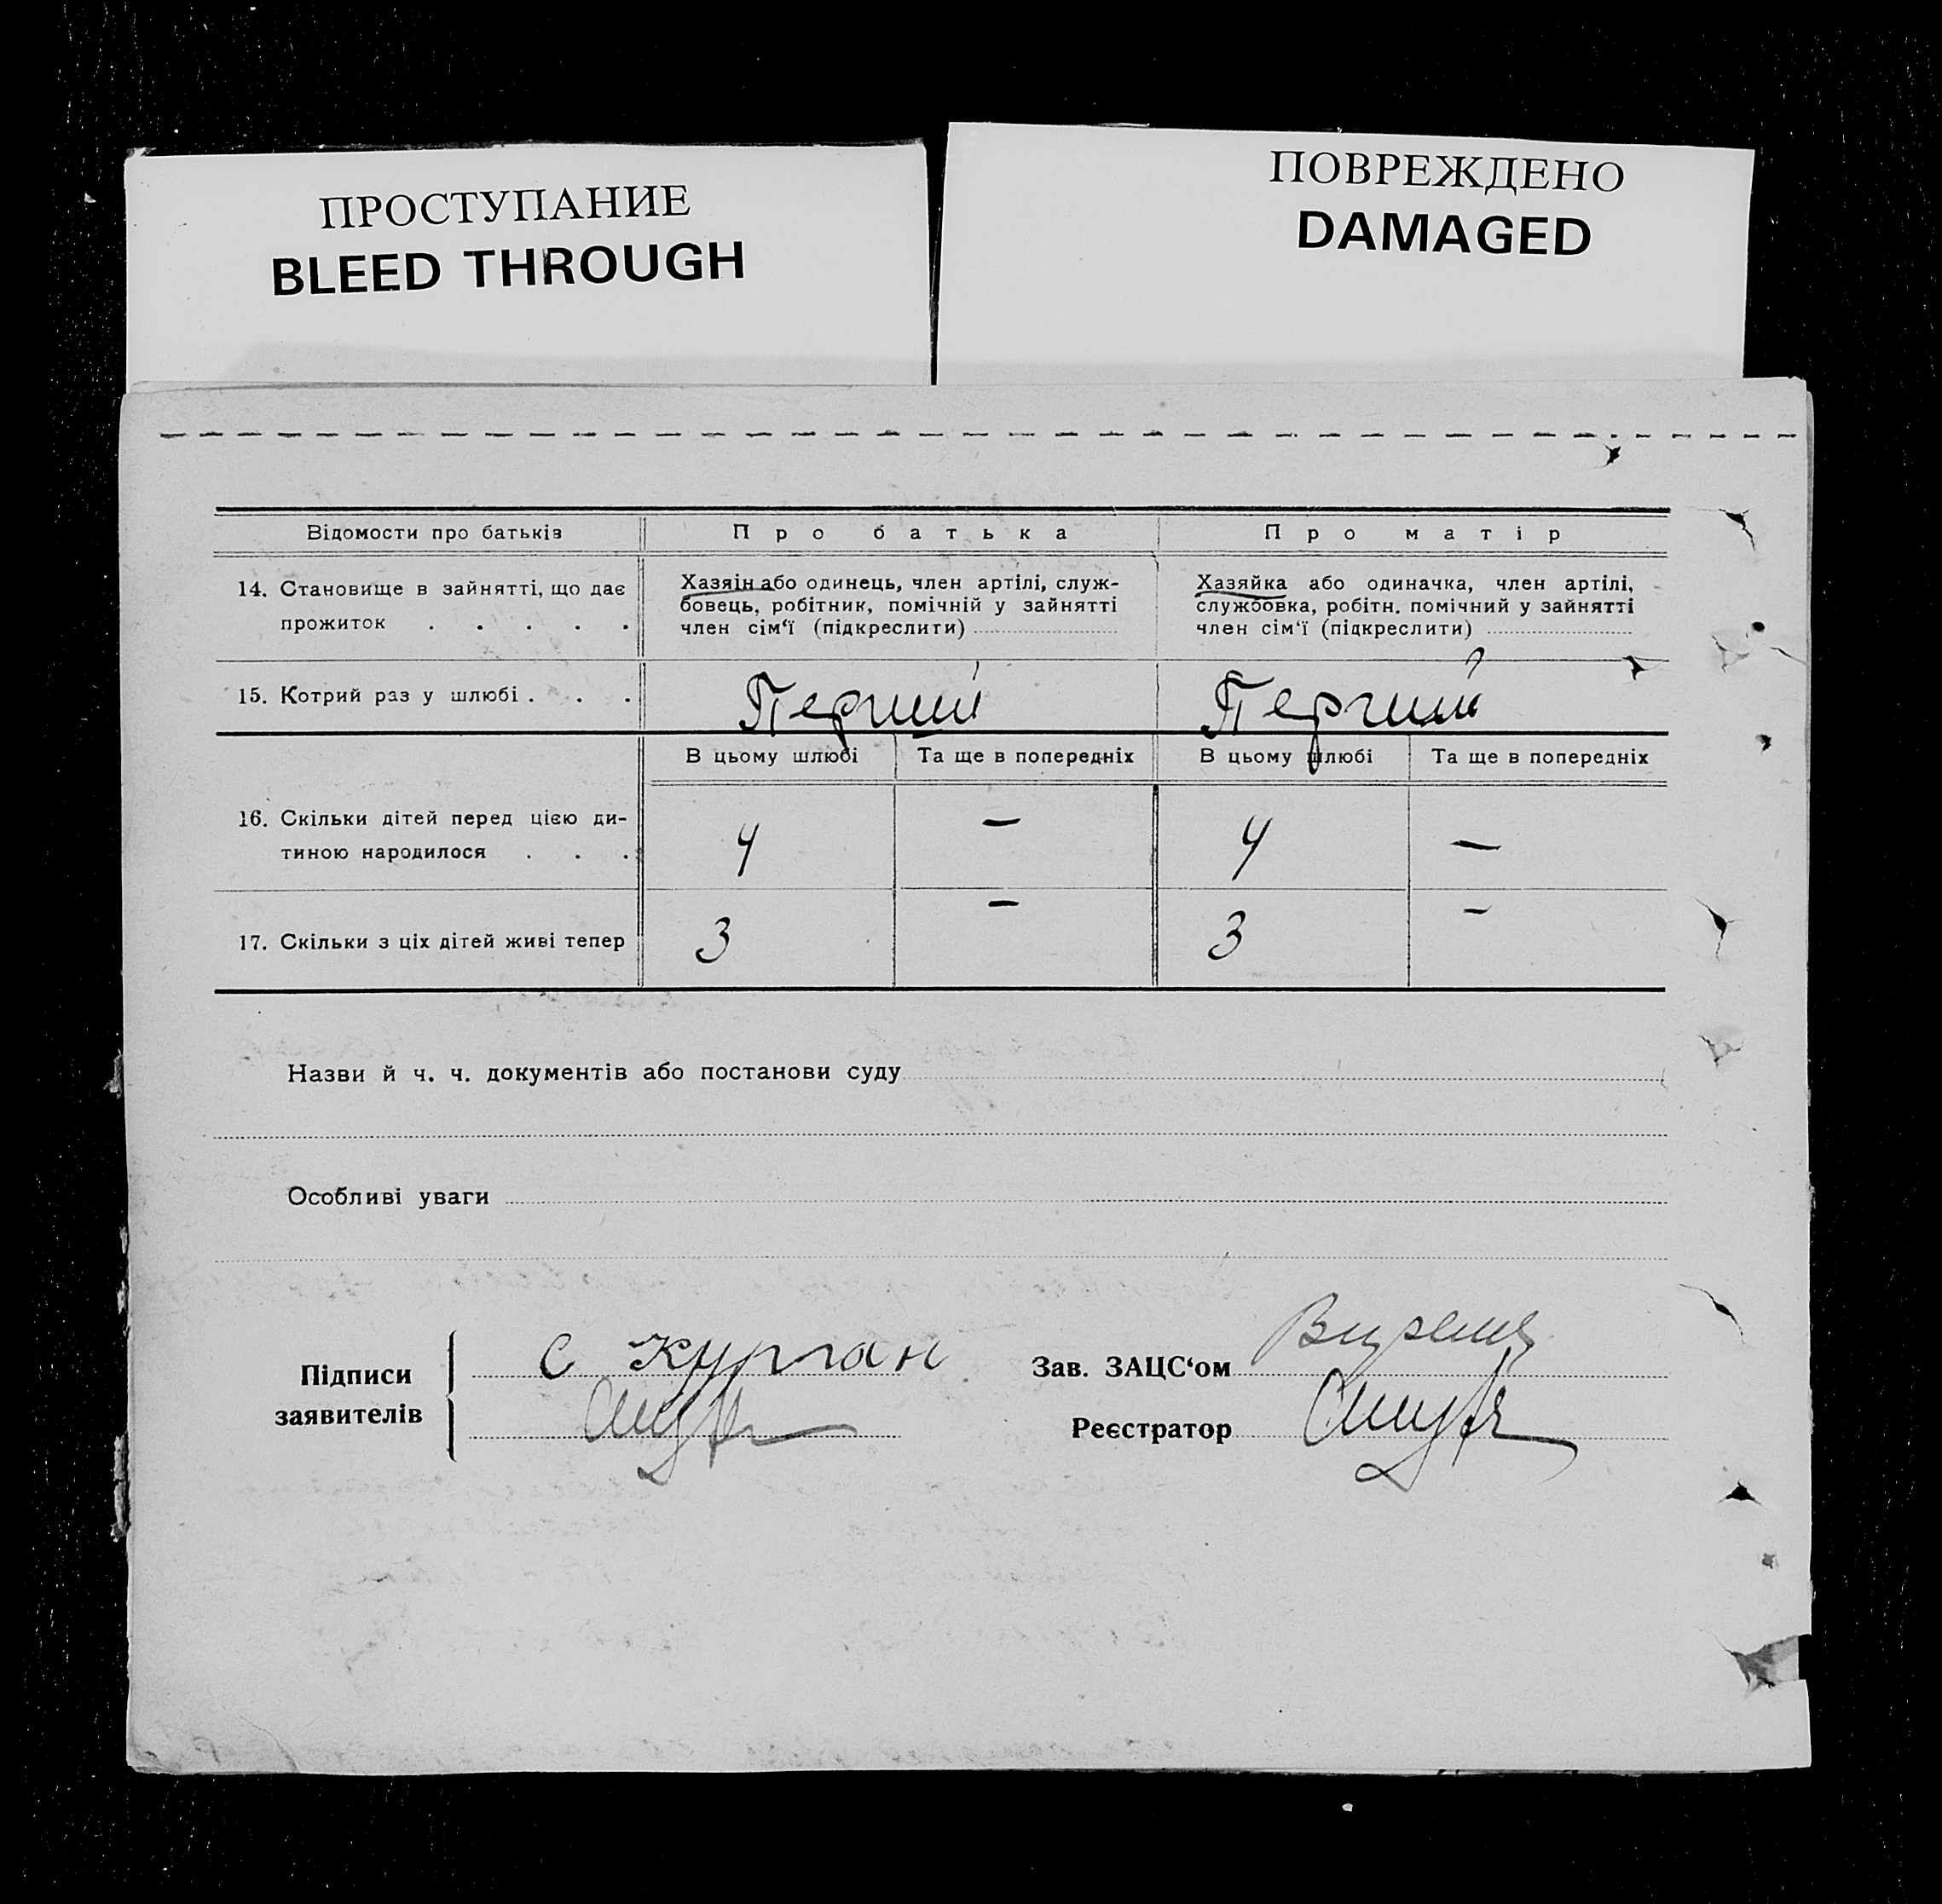 ПРОСТУПАНИЕ
BLEED THROUGH
ПОВРЕЖДЕНО
DAMAGED
Відомости про батьків Про батька Про матір
14. Становище в зайнятті, що дає прожиток . . . . .
Хазяін або одинець, член артілі, служ-
бовець, робітник, помічній у зайнятті
член сім‘ї (підкреслити)
Хазяйка або одиначка, член артілі,
службовка, робітн. помічний у зайнятті
член сім‘ї (підкреслити)
15. Котрий раз у шлюбі . . . Перший Перший
В цьому шлюбі Та ще в попередніх В цьому шлюбі Та ще в попередніх
16. Скільки дітей перед цією ди-
тиною народилося . . . 4 — 4 —
17. Скільки з ціх дітей живі тепер 3 — 3 —
Назви й ч. ч. документів або постанови суду
Особливі уваги
Підписи
заявителів
С Курган
Зав. ЗАЦС‘ом
Реєстратор